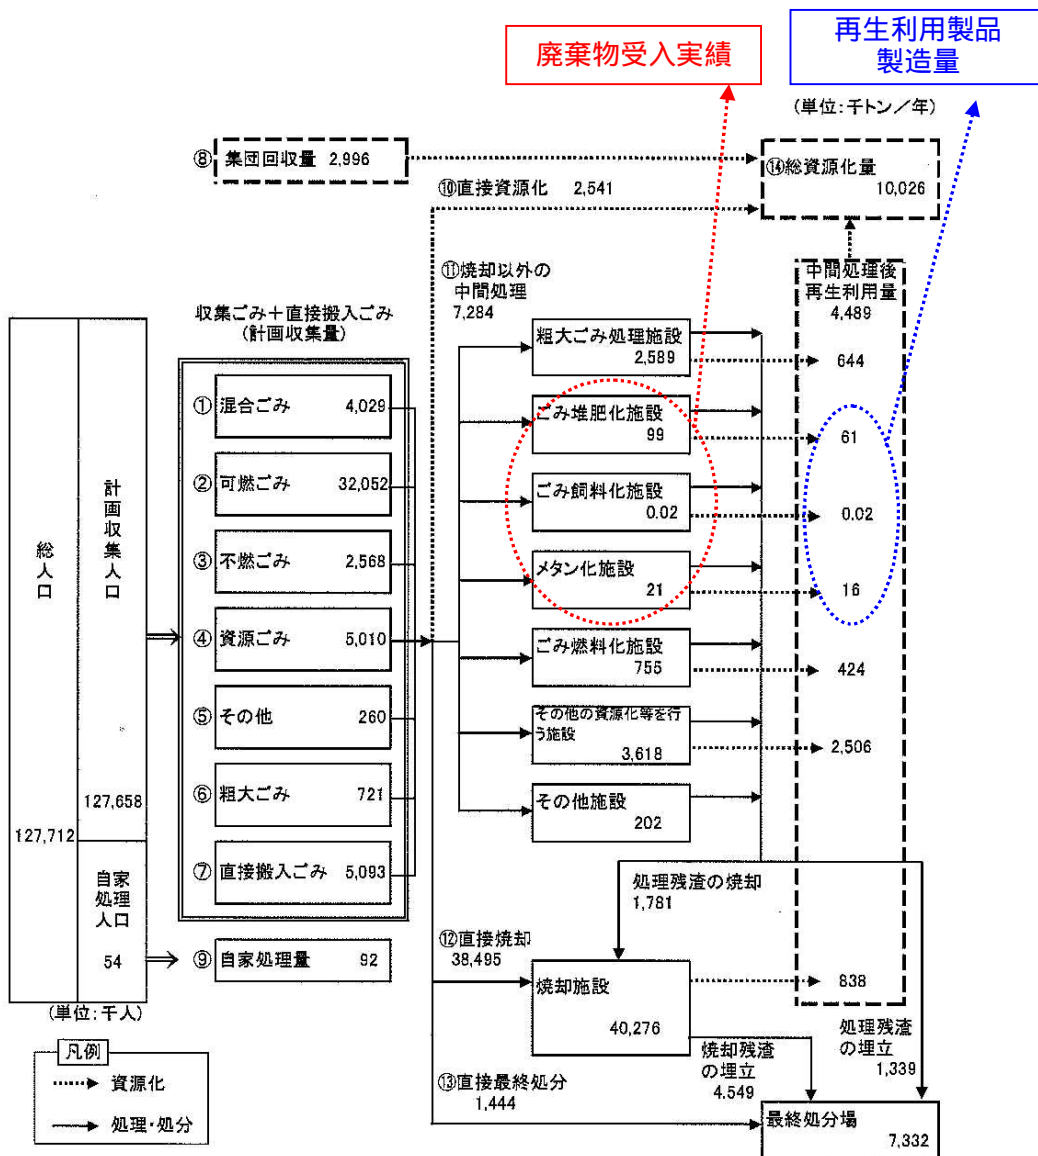 廃棄物受入実績
再生利用製品
製造量
(単位:千トン/年)
⑧ 集団回収量 2,996
⑭総資源化量
10,026
⑩直接資源化 2,541
⑪焼却以外の
中間処理
7,284
中間処理後
再生利用量
4,489
収集ごみ+直接搬入ごみ
(計画収集量)
粗大ごみ処理施設
2,589
644
① 混合ごみ 4,029
ごみ堆肥化施設
99
61
② 可燃ごみ 32,052
ごみ飼料化施設
0.02
0.02
③ 不燃ごみ 2,568
メタン化施設
21
16
④ 資源ごみ 5,010
ごみ燃料化施設
755
424
⑤ その他 260
その他の資源化等を行
う施設
3,618
2,506
⑥ 粗大ごみ 721
その他施設
202
⑦ 直接搬入ごみ 5,093
総人口
127,712
計画収集人口
127,658
自家
処理
人口
54
⑨ 自家処理量 92
(単位:千人)
処理残渣の焼却
1,781
⑫直接焼却
38,495
焼却施設
40,276
838
焼却残渣
の埋立
4.549
処理残渣
の埋立
1,339
⑬直接最終処分
1,444
最終処分場
7,332
凡例
資源化
処理・処分